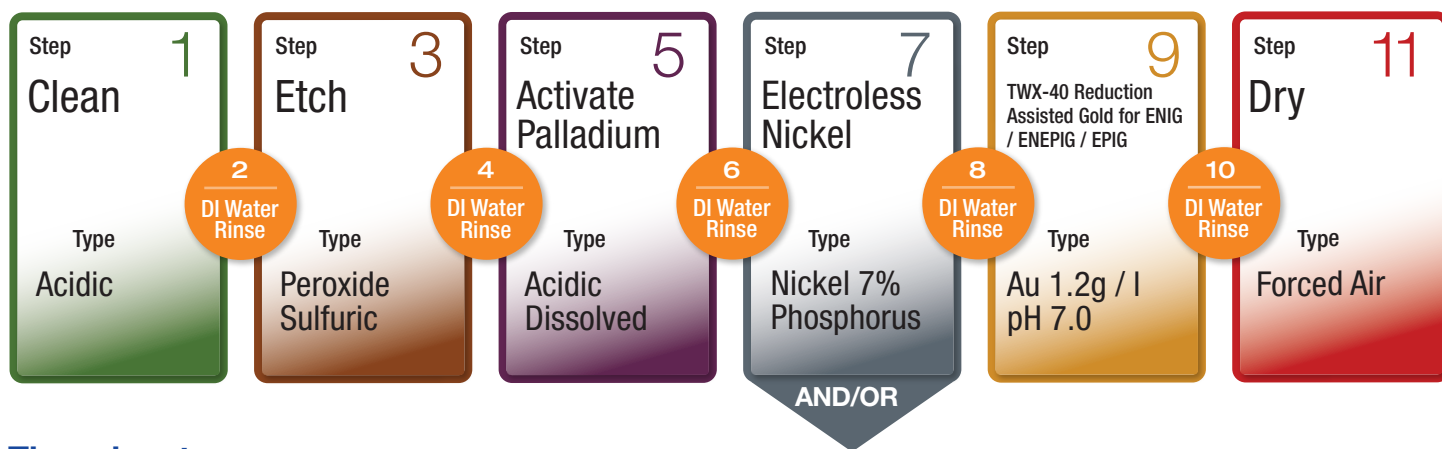 Step 1
Clean
Type
Acidic
2
DI Water
Rinse
Step 3
Etch
Type
Peroxide
Sulfuric
4
DI Water
Rinse
Step 5
Activate
Palladium
Type
Acidic
Dissolved
6
DI Water
Rinse
Step 7
Electroless
Nickel
Type
Nickel 7%
Phosphorus
AND/OR
8
DI Water
Rinse
Step 9
TWX-40 Reduction
Assisted Gold for ENIG
/ ENEPIG / EPIG
Type
Au 1.2g / l
pH 7.0
10
DI Water
Rinse
Step 11
Dry
Type
Forced Air